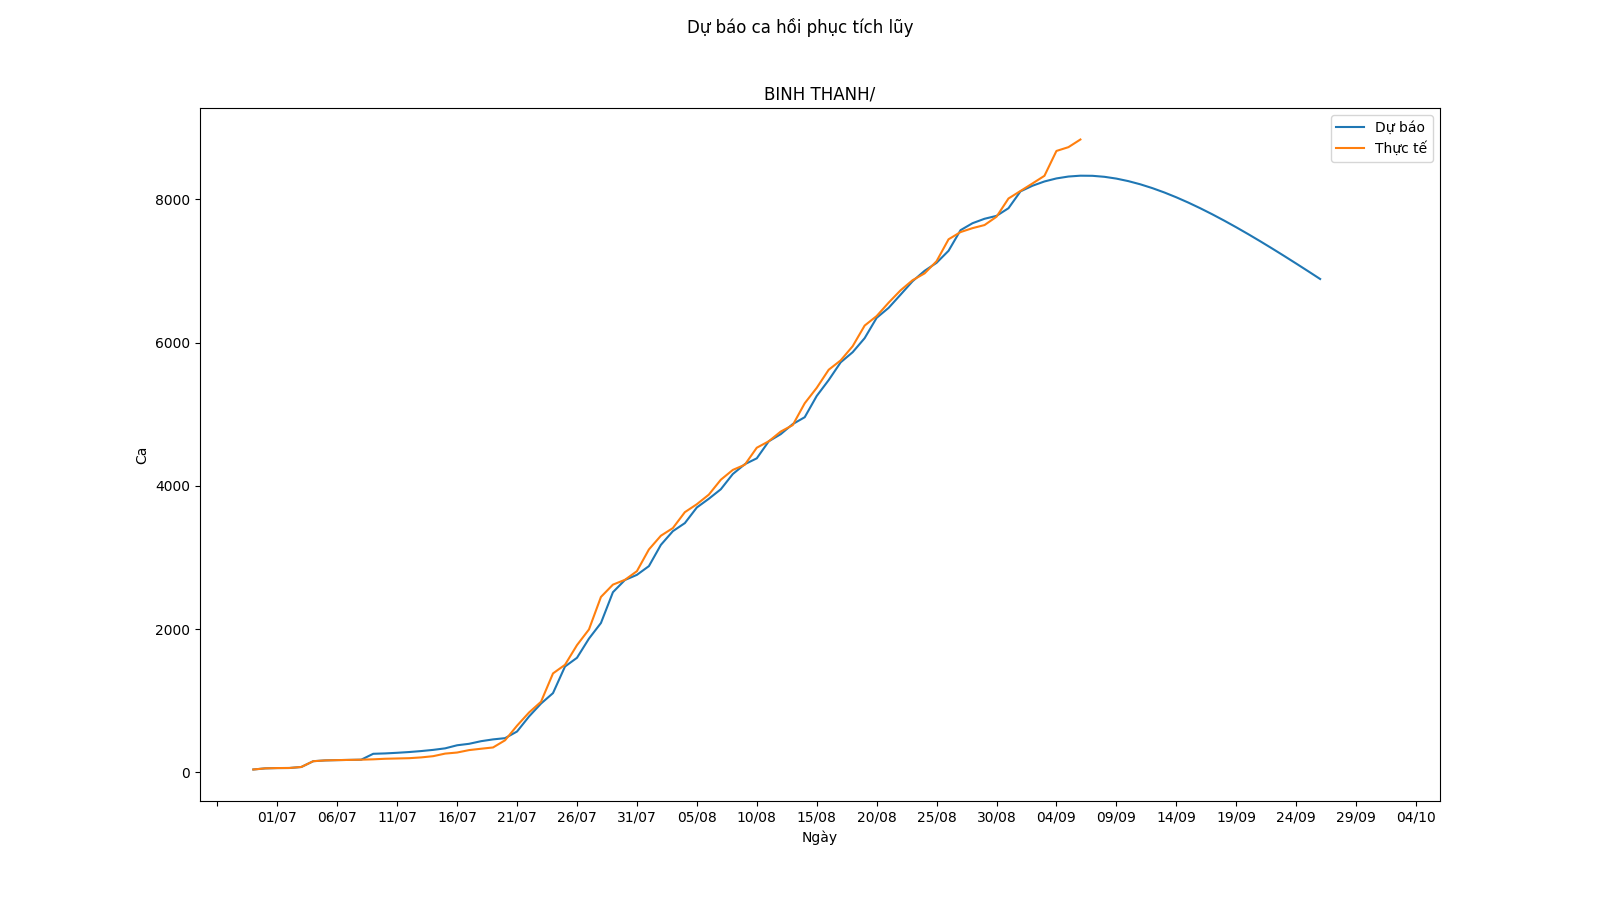 Dự báo ca hồi phục tích lũy
BINH THANH/
Dự báo
Thực tế
8000
6000
4000
2000
0
Ca
01/07 06/07 11/07 16/07 21/07 26/07 31/07 05/08 10/08 15/08 20/08 25/08 30/08 04/09 09/09 14/09 19/09 24/09 29/09 04/10
Ngày